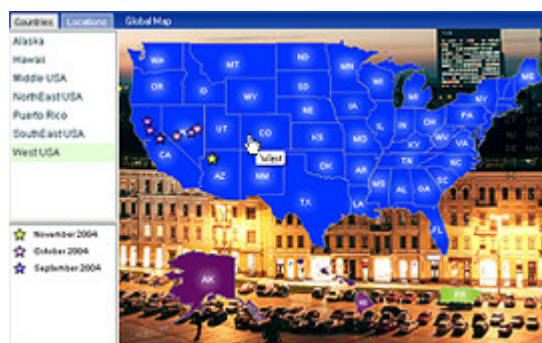 Countries Locations Global Map
Alaska
Hawaii
Middle USA
NorthEast USA
Puerto Rico
SouthEast USA
West USA
November 2004
October 2004
September 2004
WA
MT
ND
MN
OR
ID
WY
SD
WI
MI
NY
ME
NE
IA
PA
UT
CO
KS
MO
IL
IN
OH
WV
VA
KY
CA
West
AZ
NM
OK
AR
TN
NC
TX
LA
MS
AL
GA
FL
AK